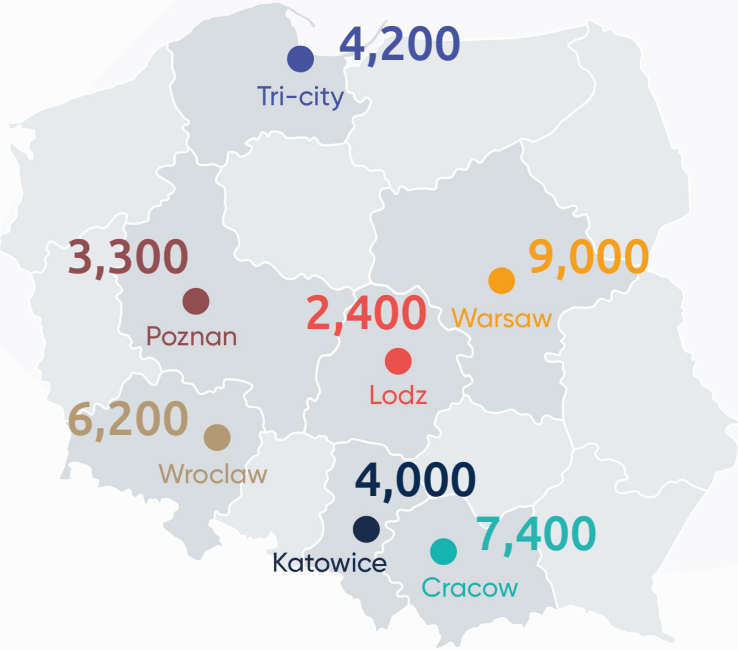 4,200
Tri-city
3,300
Poznan
9,000
Warsaw
2,400
Lodz
6,200
Wroclaw
4,000
Katowice
7,400
Cracow